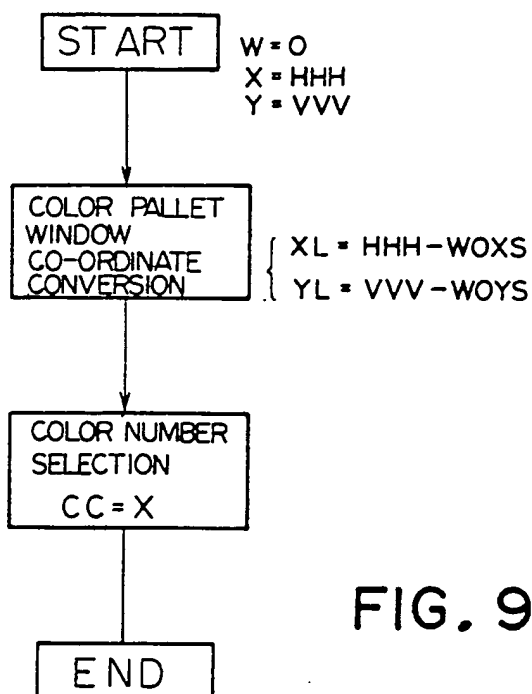 START
W = 0
X = HHH
Y = VVV
COLOR PALLET
WINDOW
CO-ORDINATE
CONVERSION
XL = HHH - WOXS
YL = VVV - WOYS
COLOR NUMBER
SELECTION
CC = X
END
FIG. 9